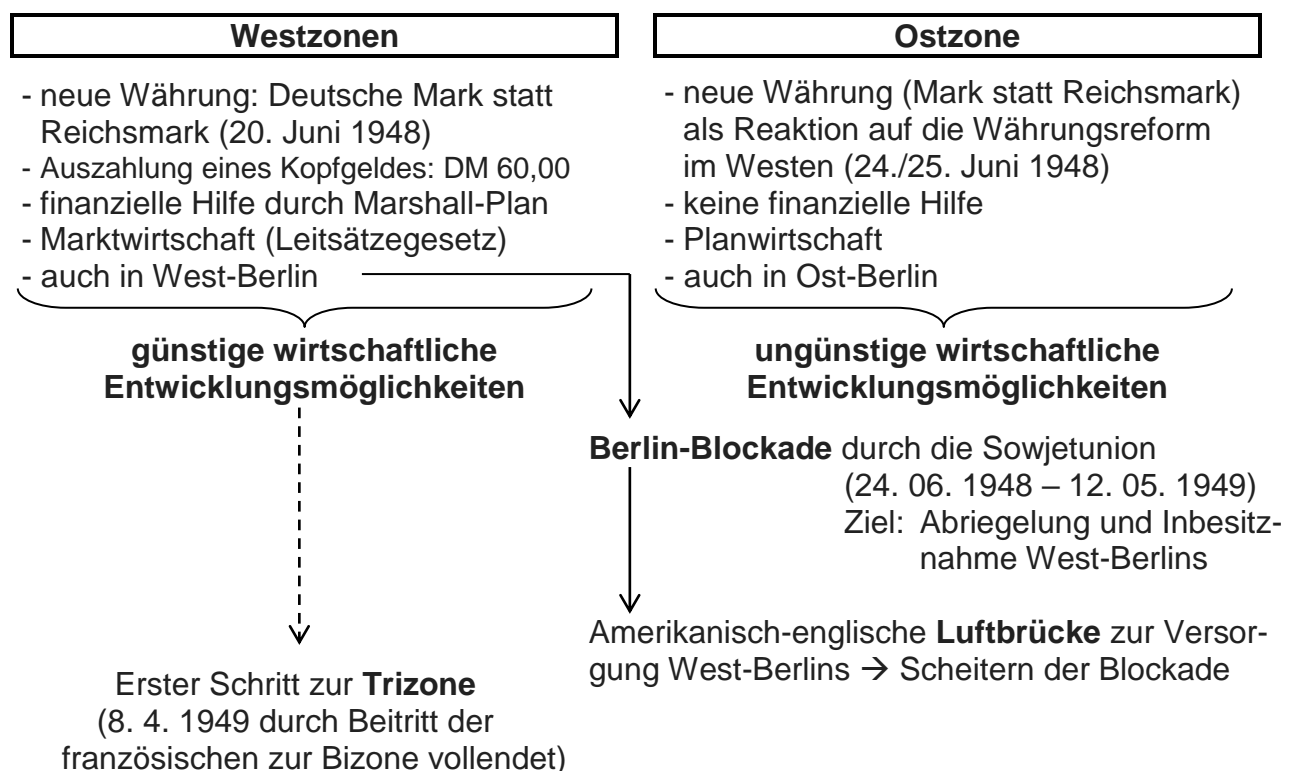 Westzonen
- neue Währung: Deutsche Mark statt
Reichsmark (20. Juni 1948)
- Auszahlung eines Kopfgeldes: DM 60,00
- finanzielle Hilfe durch Marshall-Plan
- Marktwirtschaft (Leitsätzegesetz)
- auch in West-Berlin
günstige wirtschaftliche
Entwicklungsmöglichkeiten
Ostzone
- neue Währung (Mark statt Reichsmark)
als Reaktion auf die Währungsreform
im Westen (24./25. Juni 1948)
- keine finanzielle Hilfe
- Planwirtschaft
- auch in Ost-Berlin
ungünstige wirtschaftliche
Entwicklungsmöglichkeiten
Berlin-Blockade durch die Sowjetunion
(24. 06. 1948 – 12. 05. 1949)
Ziel: Abriegelung und Inbesitz-
nahme West-Berlins
Amerikanisch-englische Luftbrücke zur Versor-
gung West-Berlins → Scheitern der Blockade
Erster Schritt zur Trizone
(8. 4. 1949 durch Beitritt der
französischen zur Bizone vollendet)